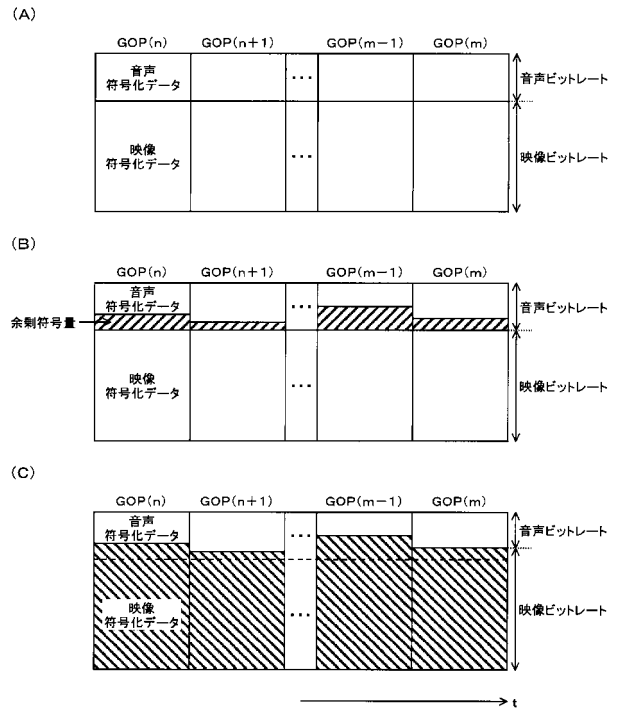 (A)
GOP(n) GOP(n+1) GOP(m−1) GOP(m)
音声
符号化データ
…
音声ビットレート
映像
符号化データ
…
映像ビットレート
(B)
GOP(n) GOP(n+1) GOP(m−1) GOP(m)
音声
符号化データ
…
音声ビットレート
余剰符号量
映像
符号化データ
…
映像ビットレート
(C)
GOP(n) GOP(n+1) GOP(m−1) GOP(m)
音声
符号化データ
…
音声ビットレート
映像
符号化データ
…
映像ビットレート
t